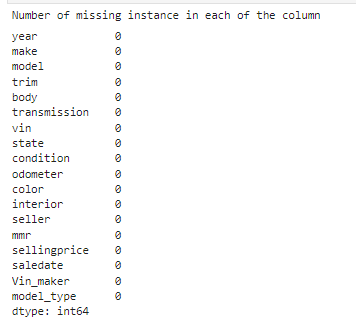 Number of missing instance in each of the column
year 0
make 0
model 0
trim 0
body 0
transmission 0
vin 0
state 0
condition 0
odometer 0
color 0
interior 0
seller 0
mmr 0
sellingprice 0
saledate 0
Vin_maker 0
model_type 0
dtype: int64